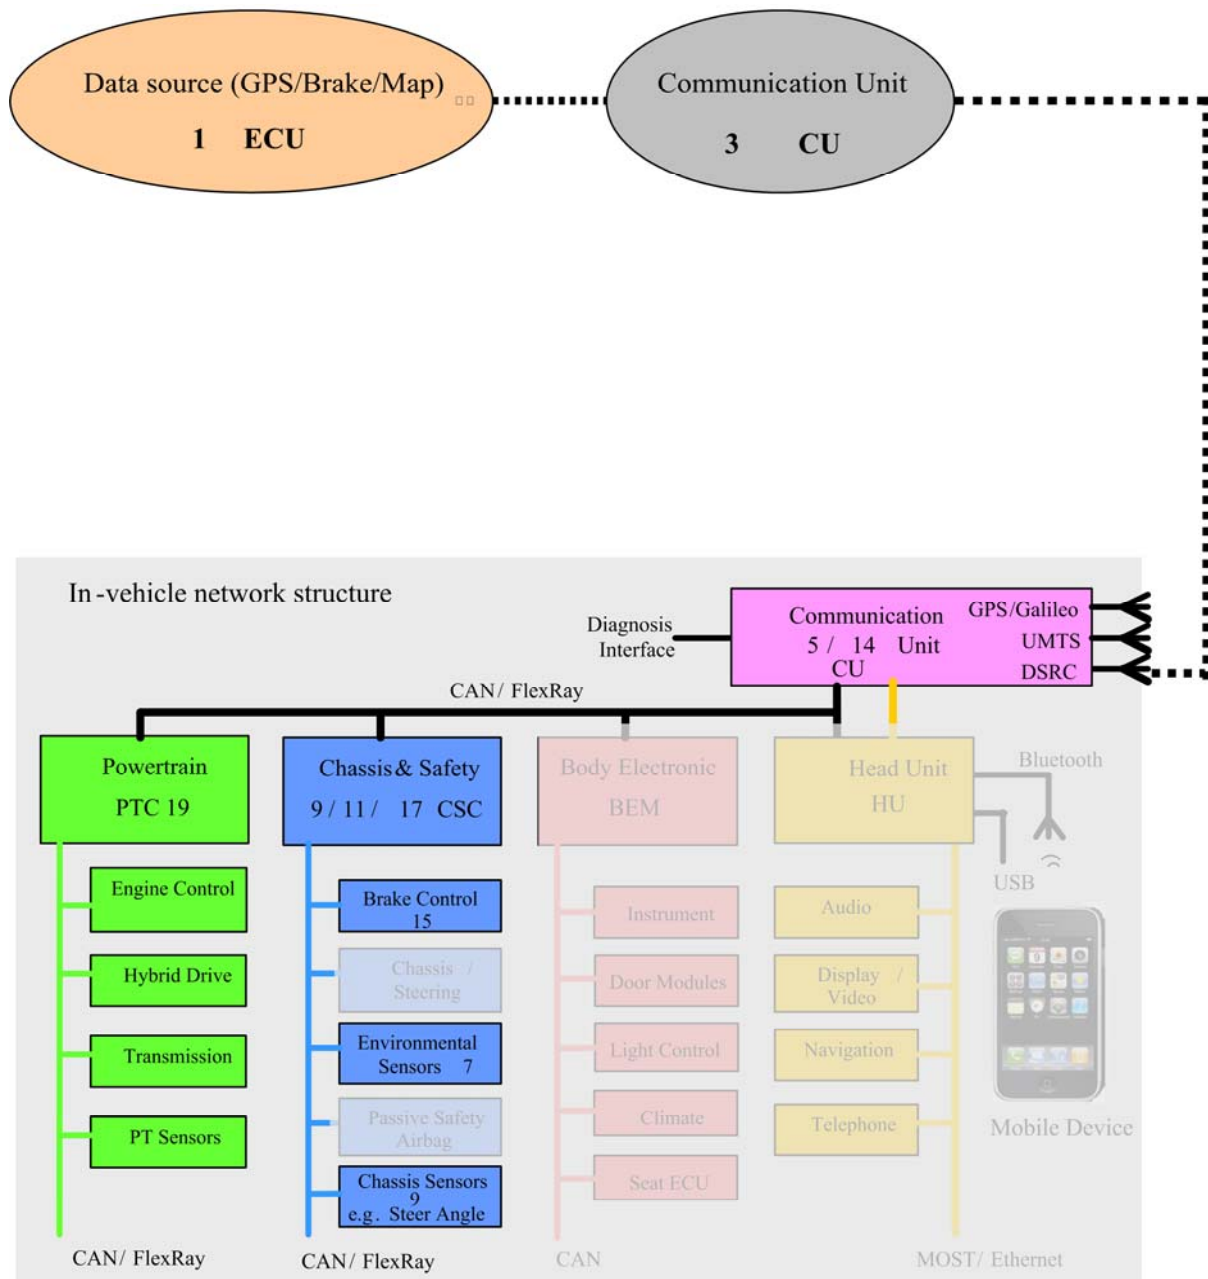 Data source (GPS/Brake/Map)
1 ECU
Communication Unit
3 CU
In-vehicle network structure
Diagnosis
Interface
Communication
5 / 14 Unit
CU
GPS/Galileo
UMTS
DSRC
CAN/ FlexRay
Powertrain
PTC 19
Chassis & Safety
9 / 11 / 17 CSC
Body Electronic
BEM
Head Unit
HU
Bluetooth
USB
Engine Control
Hybrid Drive
Transmission
PT Sensors
CAN/ FlexRay
Brake Control
15
Chassis /
Steering
Environmental
Sensors 7
Passive Safety
Airbag
Chassis Sensors
9
e.g. Steer Angle
CAN/ FlexRay
Instrument
Door Modules
Light Control
Climate
Seat ECU
CAN
Audio
Display /
Video
Navigation
Telephone
MOST/ Ethernet
Mobile Device